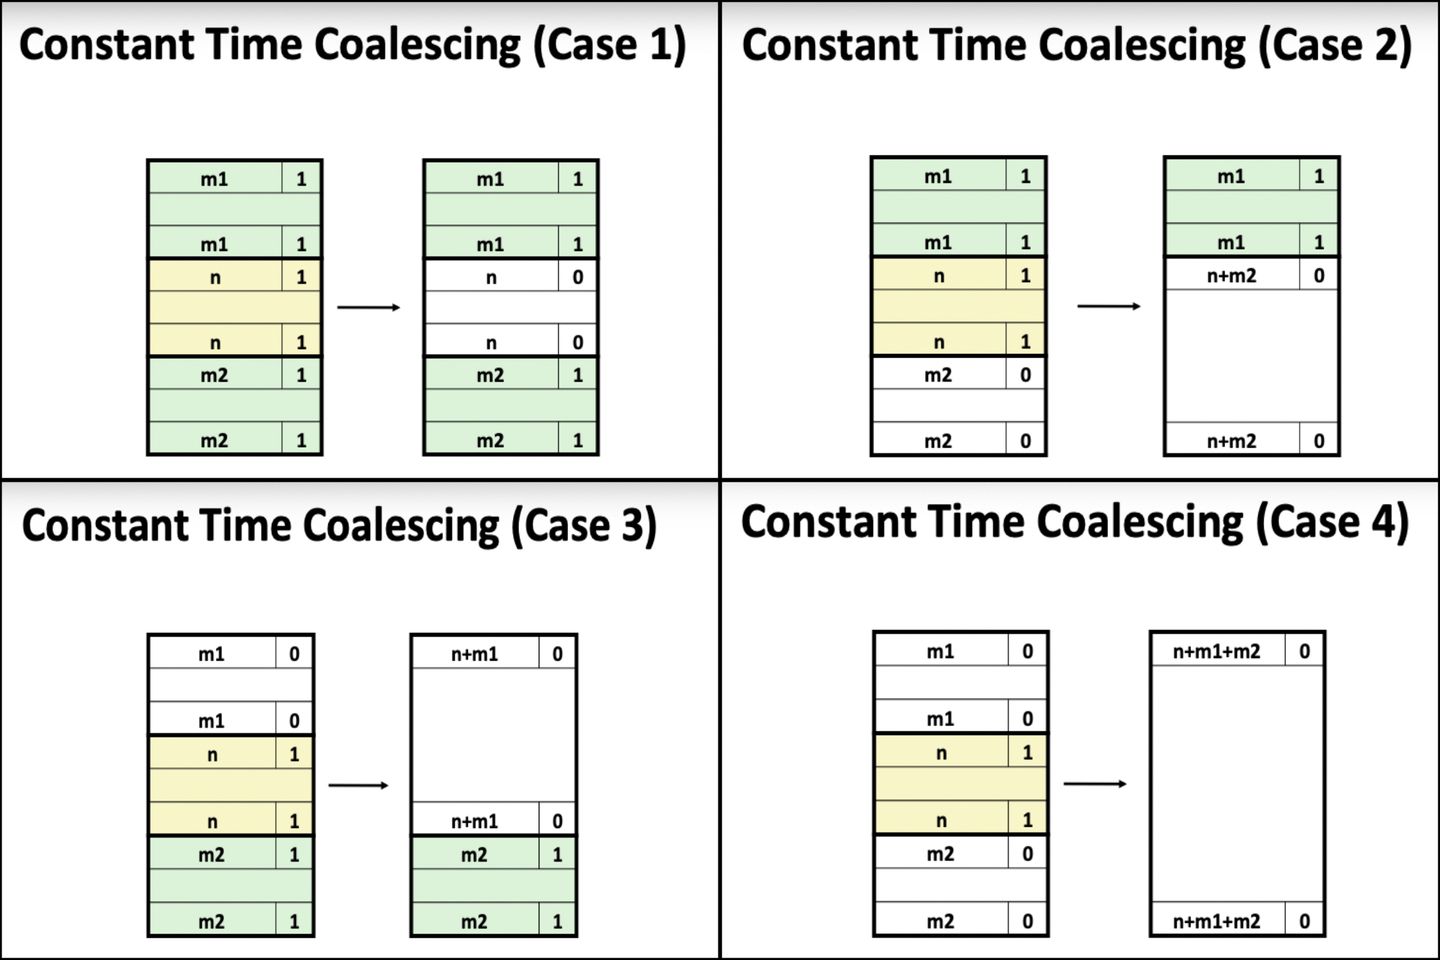 Constant Time Coalescing (Case 1)
m1 1 m1 1
m1 1 m1 1
n 1 n 0
n 1 n 0
m2 1 m2 1
m2 1 m2 1
Constant Time Coalescing (Case 2)
m1 1 m1 1
m1 1 m1 1
n 1 n+m2 0
n 1
m2 0
m2 0 n+m2 0
Constant Time Coalescing (Case 3)
m1 0 n+m1 0
m1 0
n 1
n 1 n+m1 0
m2 1 m2 1
m2 1 m2 1
Constant Time Coalescing (Case 4)
m1 0 n+m1+m2 0
m1 0
n 1
n 1
m2 0
m2 0 n+m1+m2 0